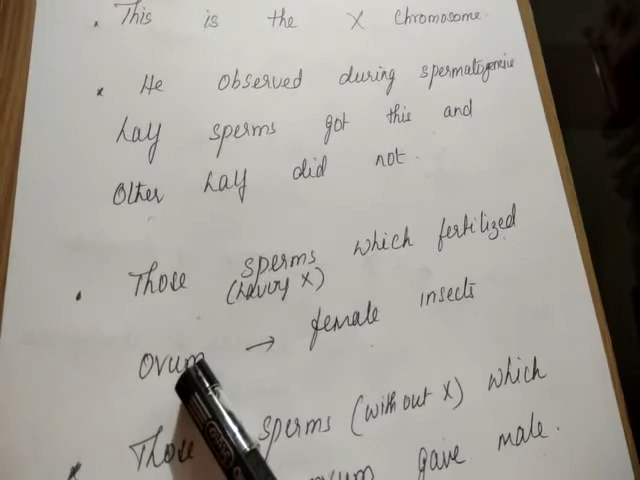 This is the X Chromosome.
He observed during spermatogenesis
half sperms got this and
Other half did not.
Those sperms which fertilized
(having X)
Ovum → female insects
Those sperms (without X) which
ovum gave male.